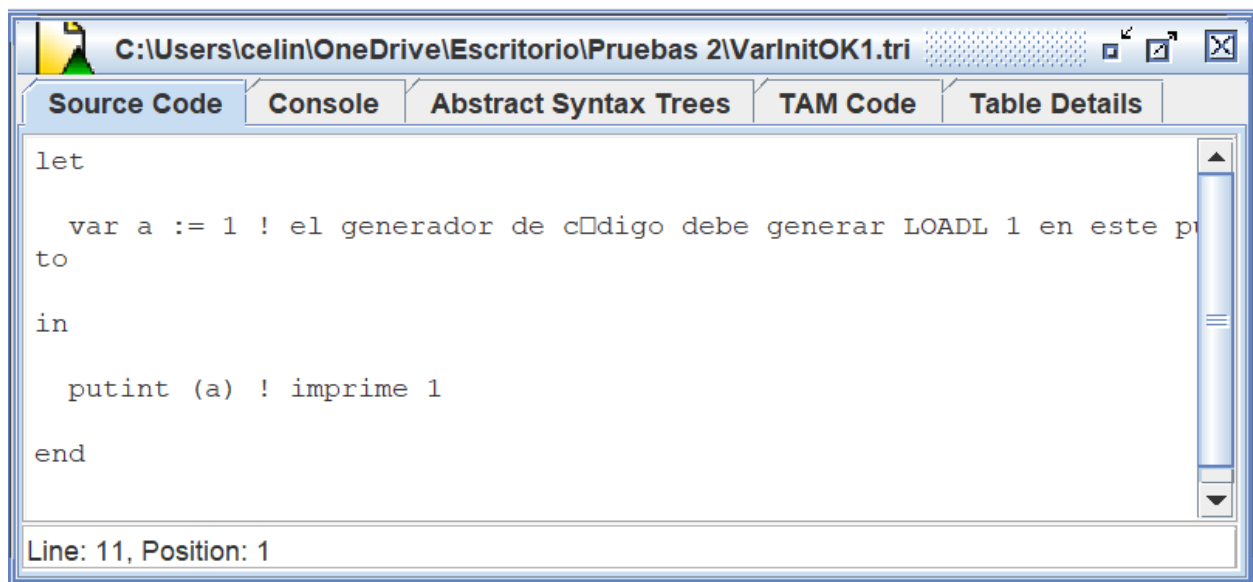 C:\Users\celin\OneDrive\Escritorio\Pruebas 2\VarInitOK1.tri
Source Code Console Abstract Syntax Trees TAM Code Table Details
let
var a := 1 ! el generador de c□digo debe generar LOADL 1 en este
to
in
putint (a) ! imprime 1
end
Line: 11, Position: 1